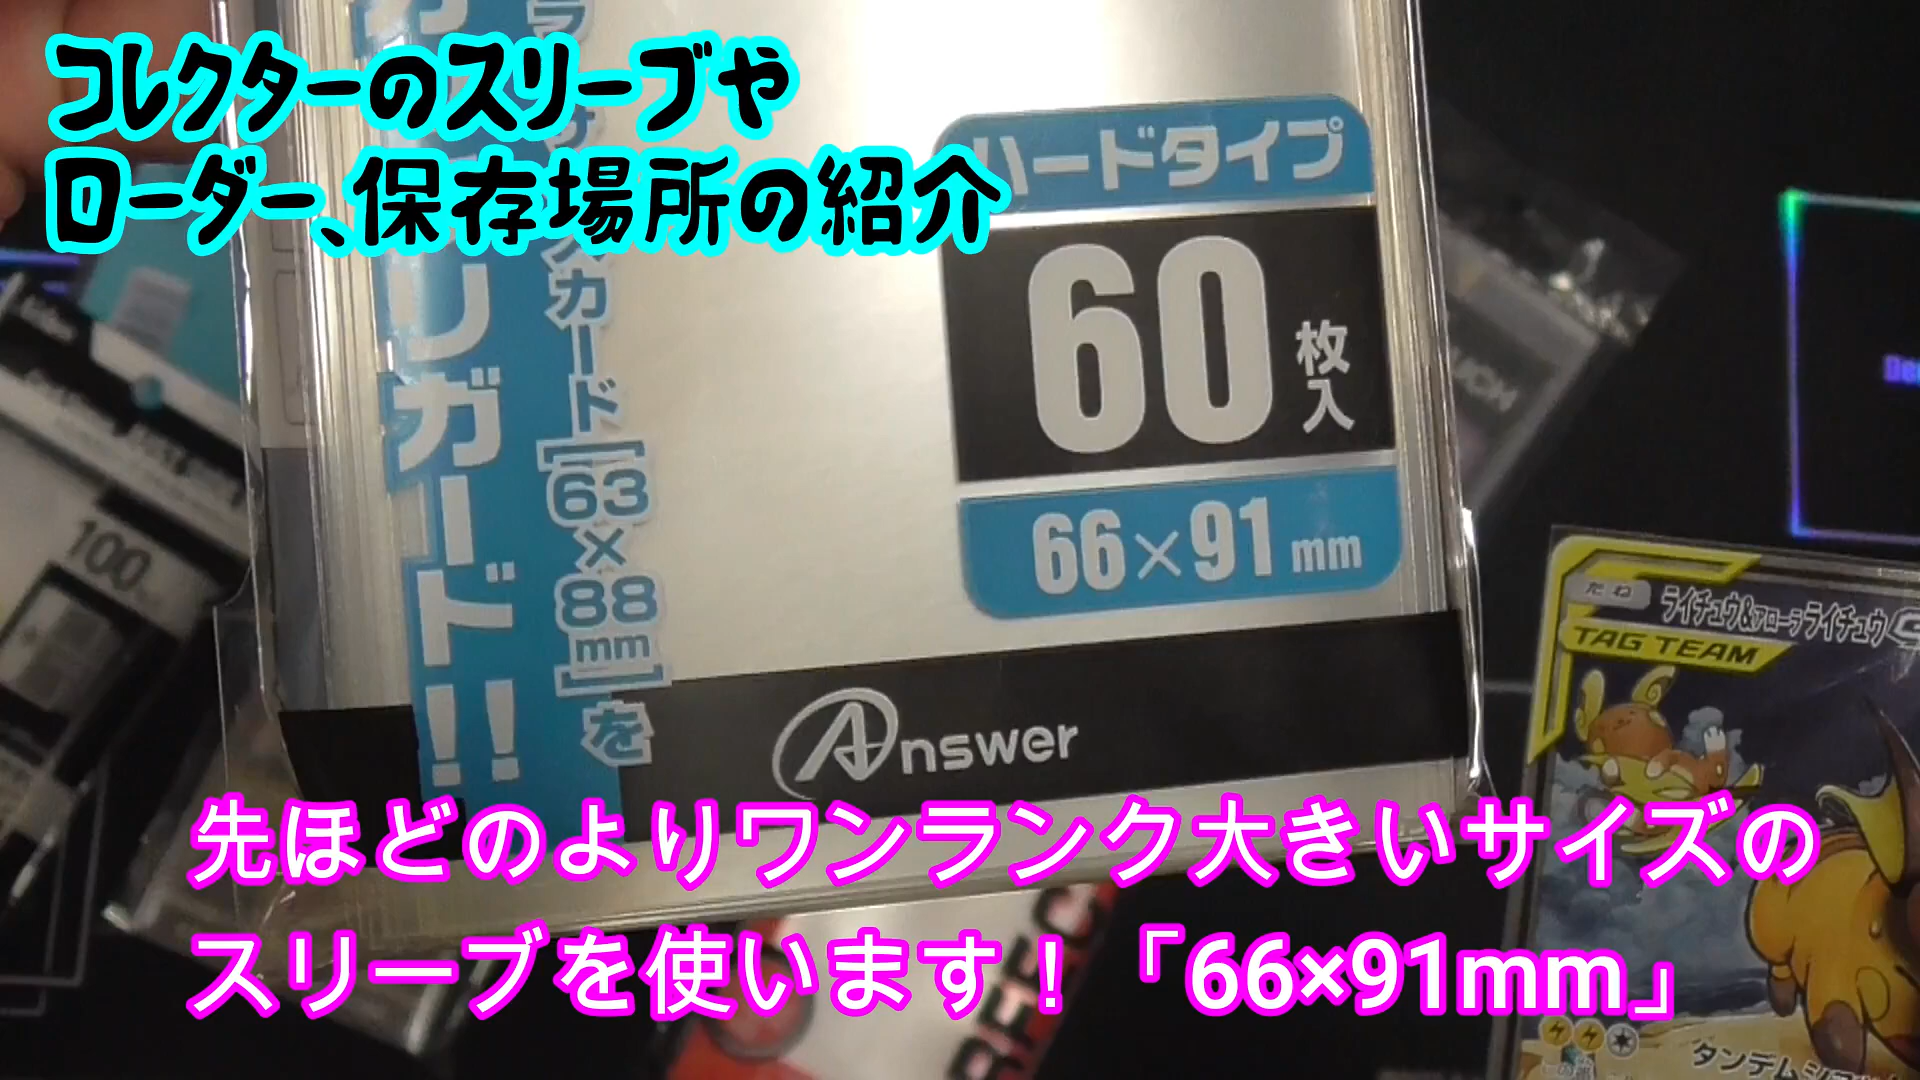 コレクターのスリーブや
ローダー、保存場所の紹介
ハードタイプ
60枚入
66×91mm
リガード!!
カード[63×88mm]を
Answer
100
たね
ライチュウ&アローラライチュウ
TAG TEAM
先ほどのよりワンランク大きいサイズの
スリーブを使います！「66×91mm」